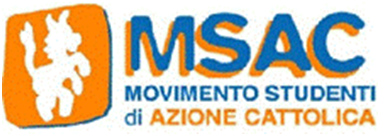 MSAC
MOVIMENTO STUDENTI
di AZIONE CATTOLICA